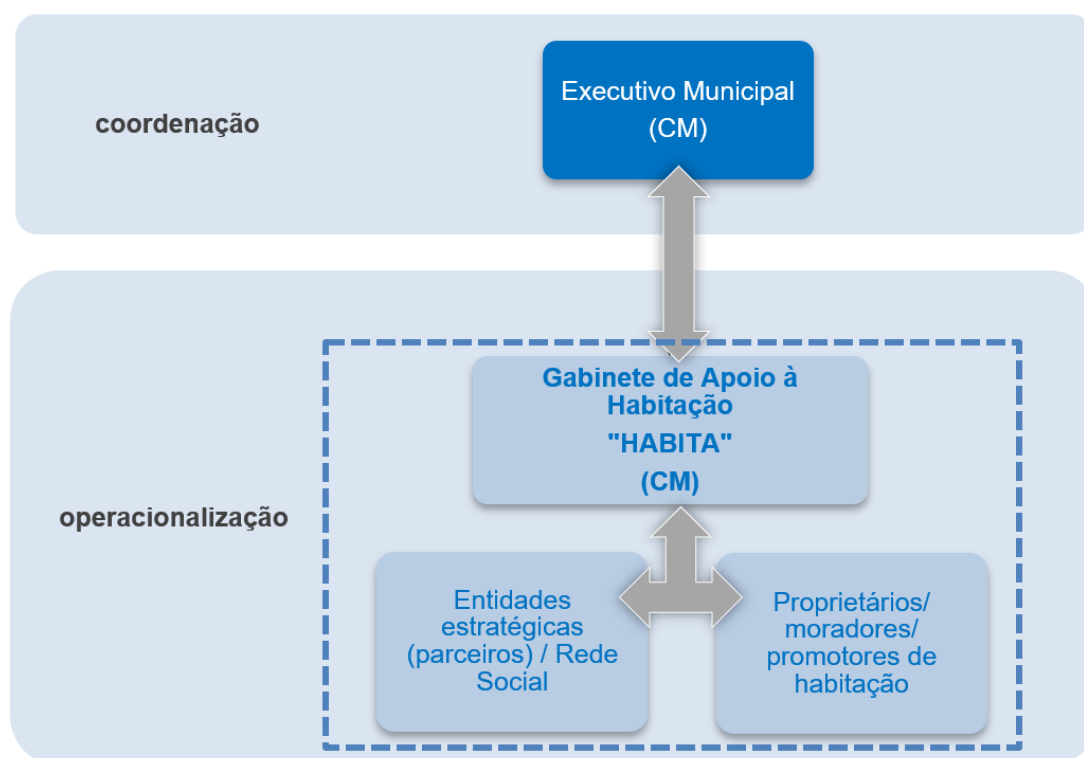 coordenação
Executivo Municipal
(CM)
operacionalização
Gabinete de Apoio à
Habitação
"HABITA"
(CM)
Entidades
estratégicas
(parceiros) / Rede
Social
Proprietários/
moradores/
promotores de
habitação